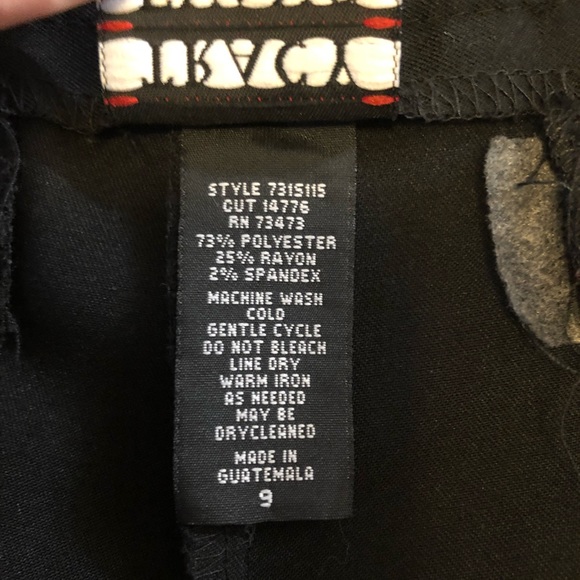 STYLE 7315115
CUT 14776
RN 73473
73% POLYESTER
25% RAYON
2% SPANDEX
MACHINE WASH
COLD
GENTLE CYCLE
DO NOT BLEACH
LINE DRY
WARM IRON
AS NEEDED
MAY BE
DRYCLEANED
MADE IN
GUATEMALA
9